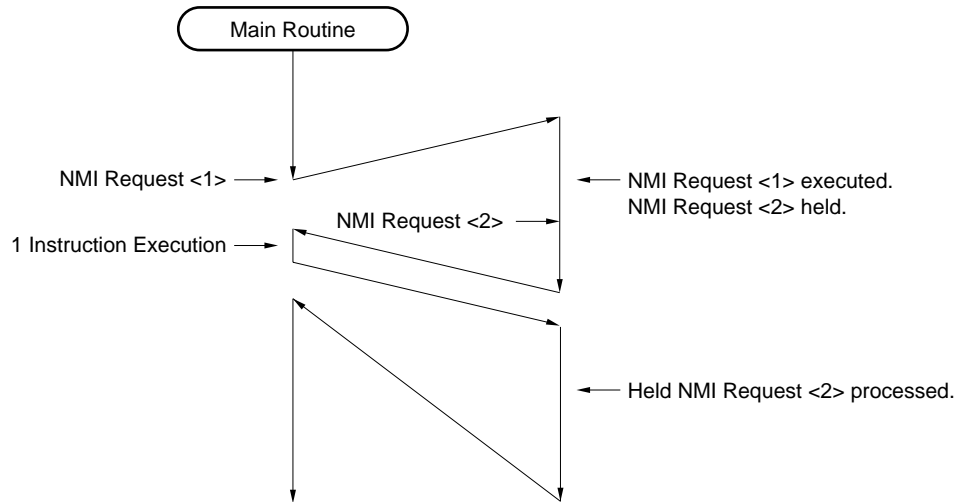 Main Routine
NMI Request <1>
NMI Request <1> executed.
NMI Request <2> held.
NMI Request <2>
1 Instruction Execution
Held NMI Request <2> processed.